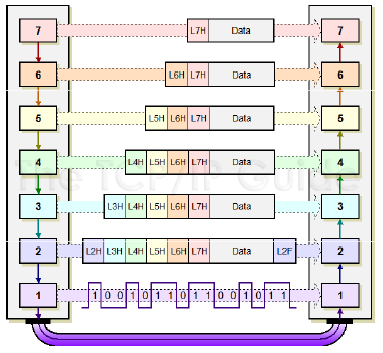 7 L7H Data 7
6 L6H L7H Data 6
5 L5H L6H L7H Data 5
4 L4H L5H L6H L7H Data 4
The TCP/IP Guide
3 L3H L4H L5H L6H L7H Data 3
2 L2H L3H L4H L5H L6H L7H Data L2F 2
1 1 0 0 1 0 1 1 0 1 1 0 0 0 1 0 1 1 1